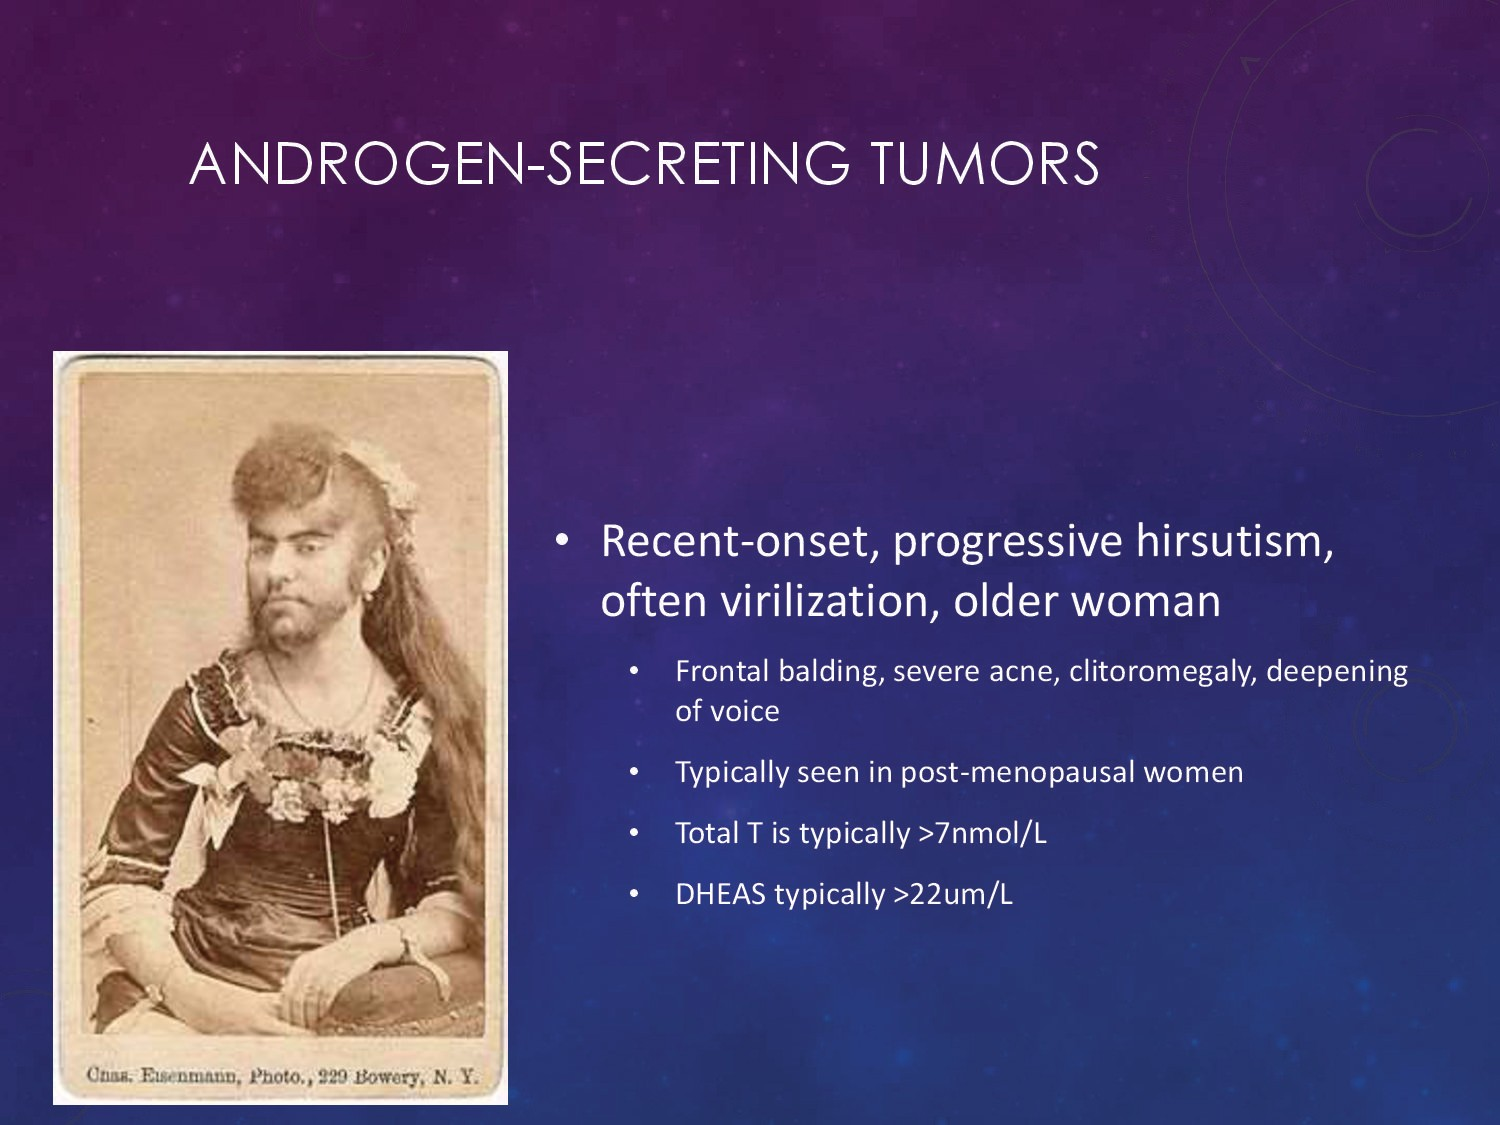 ANDROGEN-SECRETING TUMORS
• Recent-onset, progressive hirsutism,
often virilization, older woman
• Frontal balding, severe acne, clitoromegaly, deepening
of voice
• Typically seen in post-menopausal women
• Total T is typically >7nmol/L
• DHEAS typically >22um/L
Chas. Eisenmann, Photo., 229 Bowery, N. Y.